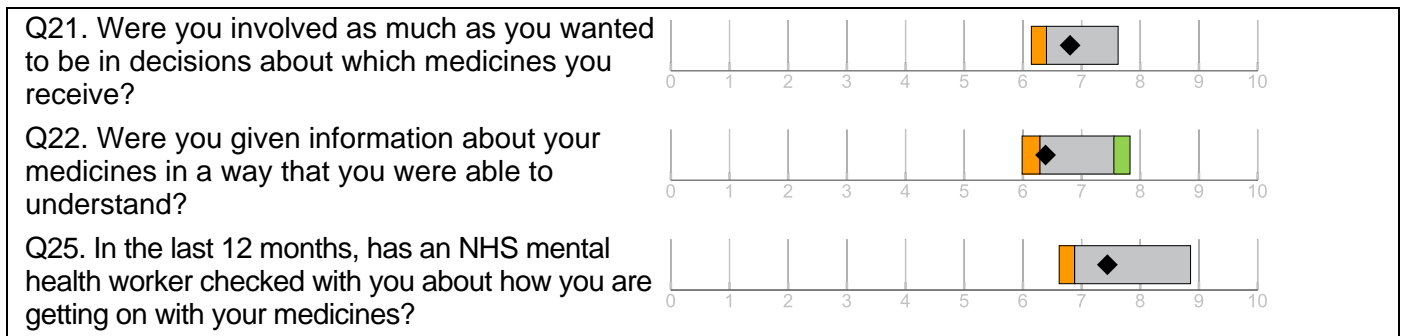 Q21. Were you involved as much as you wanted
to be in decisions about which medicines you
receive?
0 1 2 3 4 5 6 7 8 9 10
Q22. Were you given information about your
medicines in a way that you were able to
understand?
0 1 2 3 4 5 6 7 8 9 10
Q25. In the last 12 months, has an NHS mental
health worker checked with you about how you are
getting on with your medicines?
0 1 2 3 4 5 6 7 8 9 10